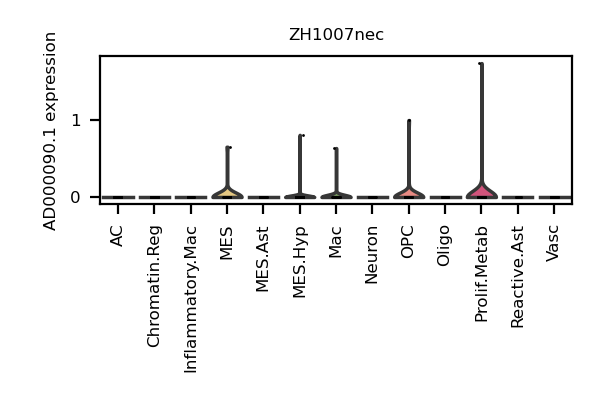 ZH1007nec
AD000090.1 expression
1
0
AC
Chromatin.Reg
Inflammatory.Mac
MES
MES.Ast
MES.Hyp
Mac
Neuron
OPC
Oligo
Prolif.Metab
Reactive.Ast
Vasc